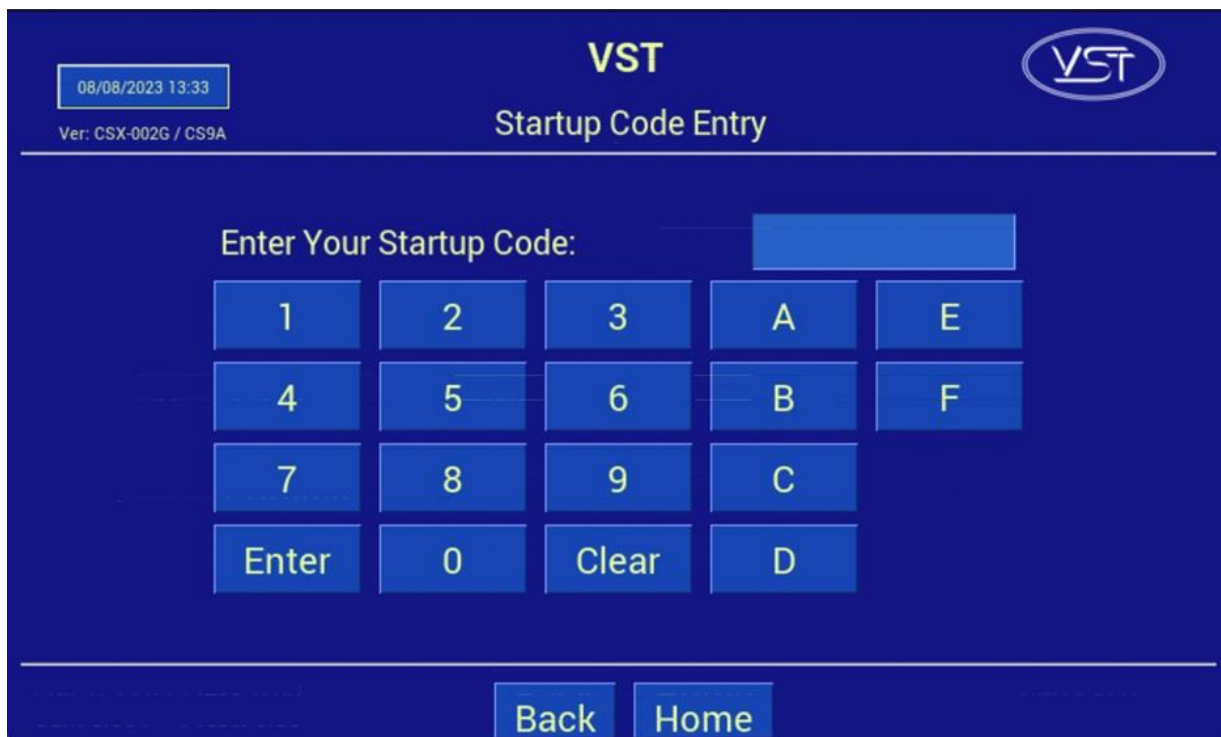 VST
VST
08/08/2023 13:33
Ver: CSX-002G / CS9A
Startup Code Entry
Enter Your Startup Code:
1 2 3 A E
4 5 6 B F
7 8 9 C
Enter 0 Clear D
Back Home